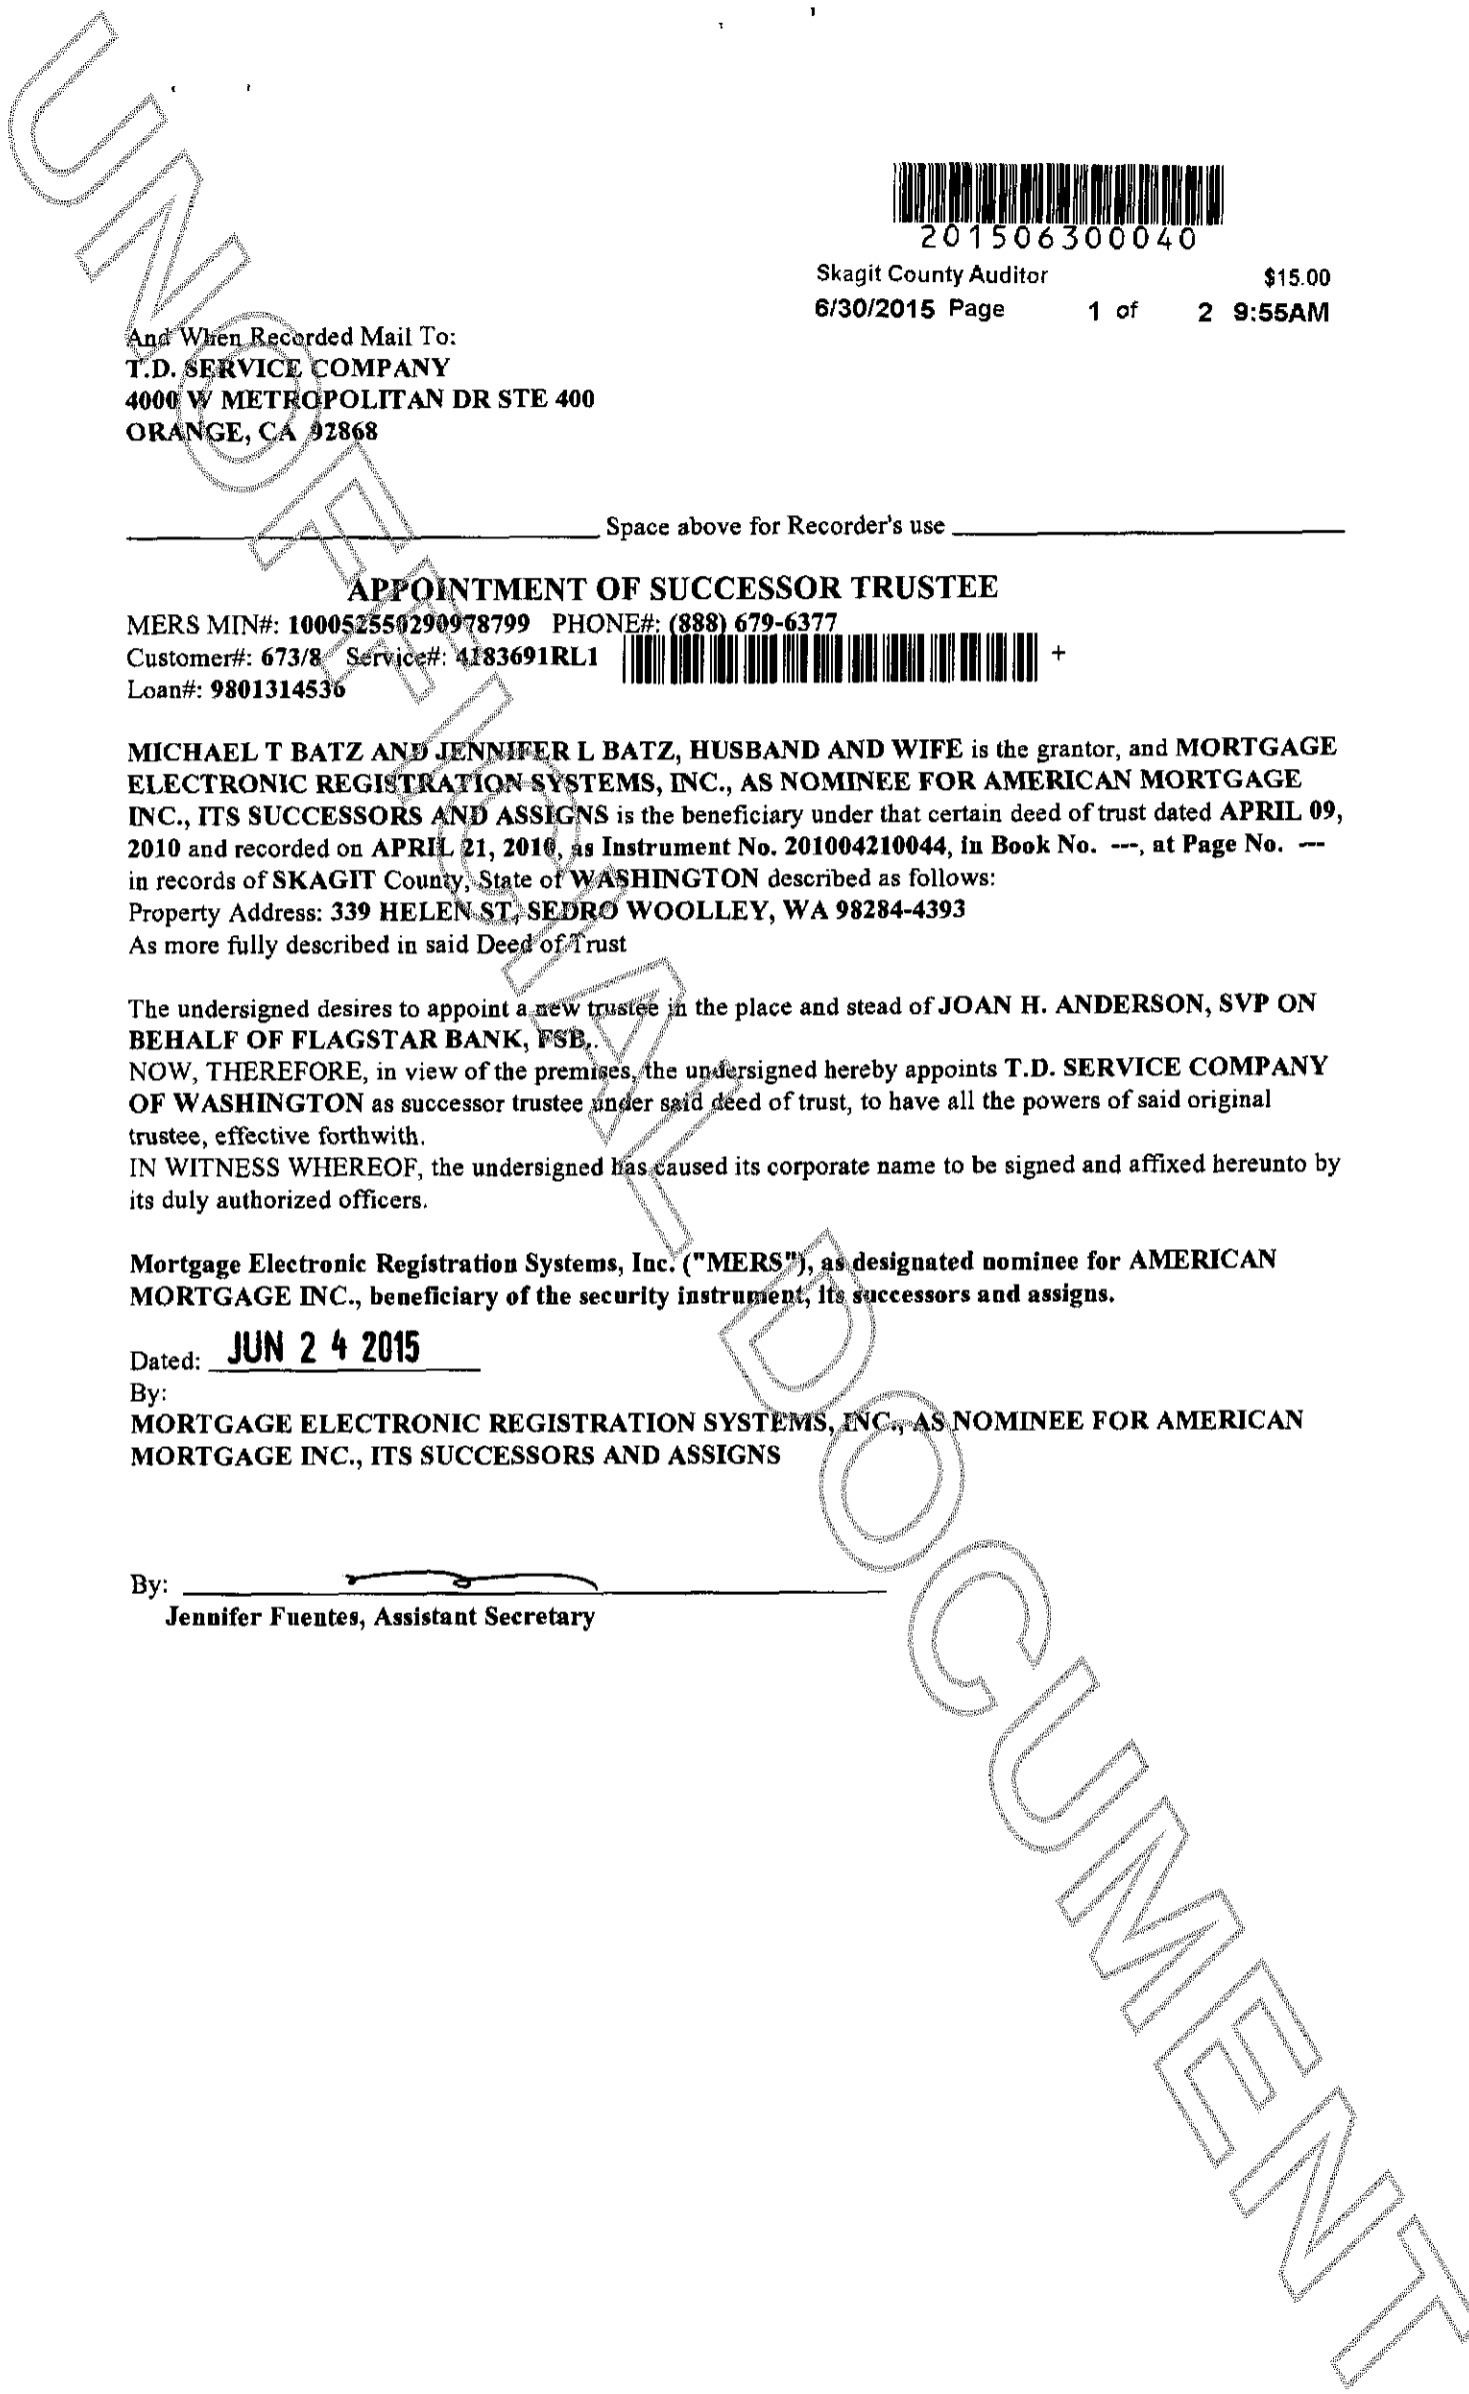 201506300040
Skagit County Auditor $15.00
6/30/2015 Page 1 of 2 9:55AM
And When Recorded Mail To:
T.D. SERVICE COMPANY
4000 W METROPOLITAN DR STE 400
ORANGE, CA 92868
Space above for Recorder's use
APPOINTMENT OF SUCCESSOR TRUSTEE
MERS MIN#: 100052550290978799 PHONE#: (888) 679-6377
Customer#: 673/8 Service#: 4183691RL1 +
Loan#: 9801314536
MICHAEL T BATZ AND JENNIFER L BATZ, HUSBAND AND WIFE is the grantor, and MORTGAGE
ELECTRONIC REGISTRATION SYSTEMS, INC., AS NOMINEE FOR AMERICAN MORTGAGE
INC., ITS SUCCESSORS AND ASSIGNS is the beneficiary under that certain deed of trust dated APRIL 09,
2010 and recorded on APRIL 21, 2010, as Instrument No. 201004210044, in Book No. ---, at Page No. ---
in records of SKAGIT County, State of WASHINGTON described as follows:
Property Address: 339 HELEN ST, SEDRO WOOLLEY, WA 98284-4393
As more fully described in said Deed of Trust
The undersigned desires to appoint a new trustee in the place and stead of JOAN H. ANDERSON, SVP ON
BEHALF OF FLAGSTAR BANK, FSB,.
NOW, THEREFORE, in view of the premises, the undersigned hereby appoints T.D. SERVICE COMPANY
OF WASHINGTON as successor trustee under said deed of trust, to have all the powers of said original
trustee, effective forthwith.
IN WITNESS WHEREOF, the undersigned has caused its corporate name to be signed and affixed hereunto by
its duly authorized officers.
Mortgage Electronic Registration Systems, Inc. ("MERS"), as designated nominee for AMERICAN
MORTGAGE INC., beneficiary of the security instrument, its successors and assigns.
Dated: JUN 24 2015
By:
MORTGAGE ELECTRONIC REGISTRATION SYSTEMS, INC., AS NOMINEE FOR AMERICAN
MORTGAGE INC., ITS SUCCESSORS AND ASSIGNS
By:
Jennifer Fuentes, Assistant Secretary
UNOFFICIAL DOCUMENT